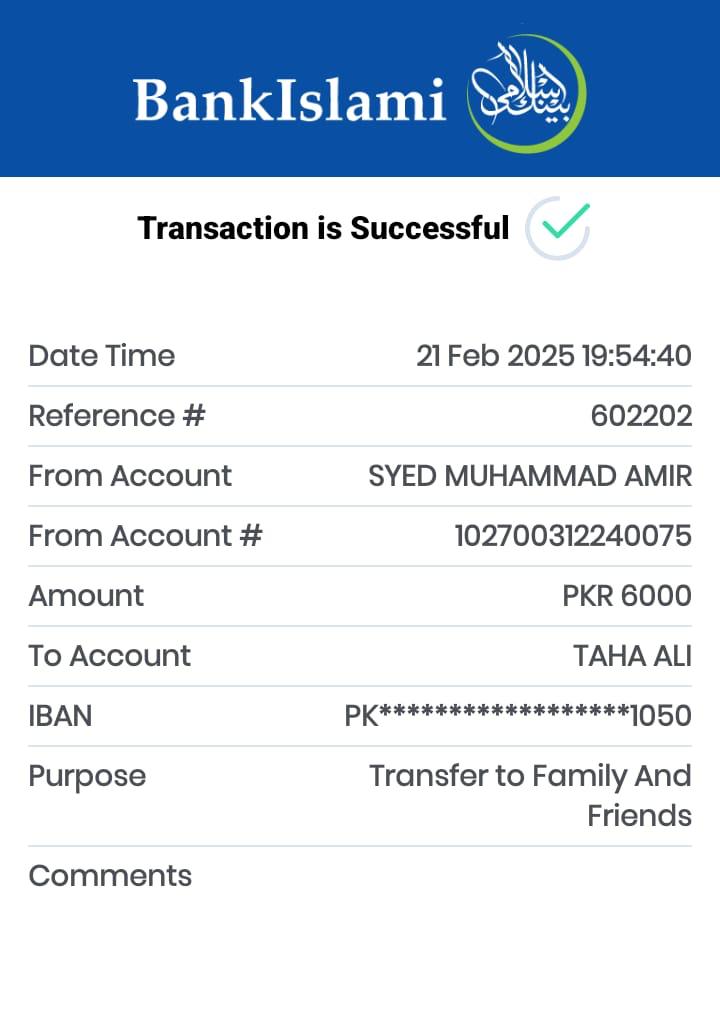 BankIslami
بینک اسلامی
Transaction is Successful
Date Time 21 Feb 2025 19:54:40
Reference # 602202
From Account SYED MUHAMMAD AMIR
From Account # 102700312240075
Amount PKR 6000
To Account TAHA ALI
IBAN PK******************1050
Purpose Transfer to Family And
Friends
Comments